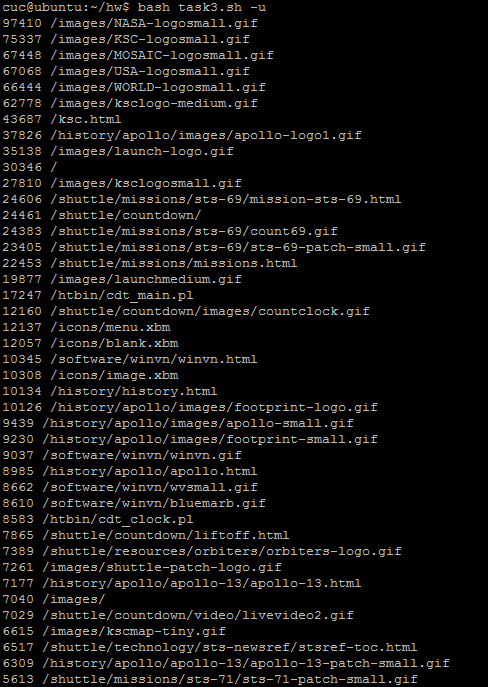 cuc@ubuntu:~/hw$ bash task3.sh -u
97410 /images/NASA-logosmall.gif
75337 /images/KSC-logosmall.gif
67448 /images/MOSAIC-logosmall.gif
67068 /images/USA-logosmall.gif
66444 /images/WORLD-logosmall.gif
62778 /images/ksclogo-medium.gif
43687 /ksc.html
37826 /history/apollo/images/apollo-logo1.gif
35138 /images/launch-logo.gif
30346 /
27810 /images/ksclogosmall.gif
24606 /shuttle/missions/sts-69/mission-sts-69.html
24461 /shuttle/countdown/
24383 /shuttle/missions/sts-69/count69.gif
23405 /shuttle/missions/sts-69/sts-69-patch-small.gif
22453 /shuttle/missions/missions.html
19877 /images/launchmedium.gif
17247 /htbin/cdt_main.pl
12160 /shuttle/countdown/images/countclock.gif
12137 /icons/menu.xbm
12057 /icons/blank.xbm
10345 /software/winvn/winvn.html
10308 /icons/image.xbm
10134 /history/history.html
10126 /history/apollo/images/footprint-logo.gif
9439 /history/apollo/images/apollo-small.gif
9230 /history/apollo/images/footprint-small.gif
9037 /software/winvn/winvn.gif
8985 /history/apollo/apollo.html
8662 /software/winvn/wvsmall.gif
8610 /software/winvn/bluemarb.gif
8583 /htbin/cdt_clock.pl
7865 /shuttle/countdown/liftoff.html
7389 /shuttle/resources/orbiters/orbiters-logo.gif
7261 /images/shuttle-patch-logo.gif
7177 /history/apollo/apollo-13/apollo-13.html
7040 /images/
7029 /shuttle/countdown/video/livevideo2.gif
6615 /images/kscmap-tiny.gif
6517 /shuttle/technology/sts-newsref/stsref-toc.html
6309 /history/apollo/apollo-13/apollo-13-patch-small.gif
5613 /shuttle/missions/sts-71/sts-71-patch-small.gif